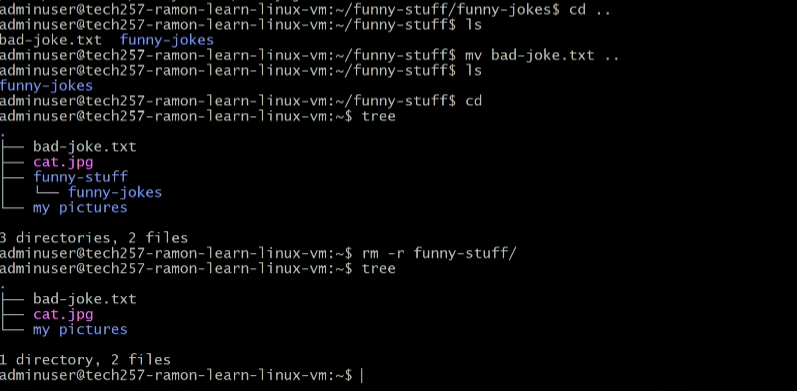 adminuser@tech257-ramon-learn-linux-vm:~/funny-stuff/funny-jokes$ cd ..
adminuser@tech257-ramon-learn-linux-vm:~/funny-stuff$ ls
bad-joke.txt  funny-jokes
adminuser@tech257-ramon-learn-linux-vm:~/funny-stuff$ mv bad-joke.txt ..
adminuser@tech257-ramon-learn-linux-vm:~/funny-stuff$ ls
funny-jokes
adminuser@tech257-ramon-learn-linux-vm:~/funny-stuff$ cd
adminuser@tech257-ramon-learn-linux-vm:~$ tree
.
├── bad-joke.txt
├── cat.jpg
├── funny-stuff
│   └── funny-jokes
└── my pictures
3 directories, 2 files
adminuser@tech257-ramon-learn-linux-vm:~$ rm -r funny-stuff/
adminuser@tech257-ramon-learn-linux-vm:~$ tree
.
├── bad-joke.txt
├── cat.jpg
└── my pictures
1 directory, 2 files
adminuser@tech257-ramon-learn-linux-vm:~$